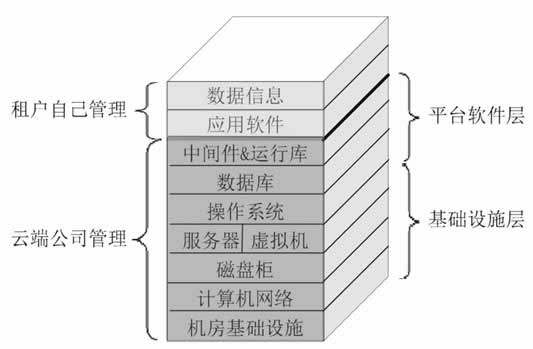 数据信息
应用软件
中间件&运行库
数据库
操作系统
服务器 虚拟机
磁盘柜
计算机网络
机房基础设施
租户自己管理
云端公司管理
平台软件层
基础设施层